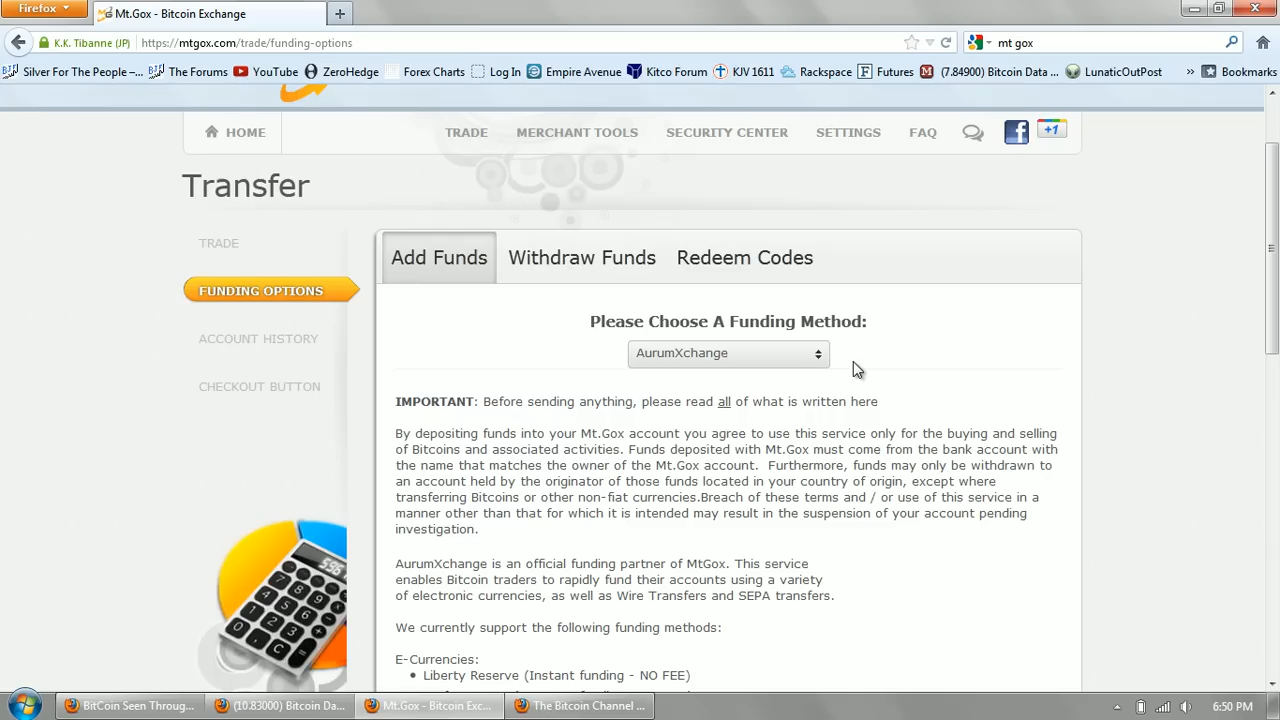 Firefox
Mt.Gox - Bitcoin Exchange
K.K. Tibanne (JP)
https://mtgox.com/trade/funding-options
mt gox
Silver For The People –...
The Forums
YouTube
ZeroHedge
Forex Charts
Log In
Empire Avenue
Kitco Forum
KJV 1611
Rackspace
Futures
(7.84900) Bitcoin Data ...
LunaticOutPost
»
Bookmarks
HOME
TRADE
MERCHANT TOOLS
SECURITY CENTER
SETTINGS
FAQ
+1
Transfer
TRADE
FUNDING OPTIONS
ACCOUNT HISTORY
CHECKOUT BUTTON
Add Funds
Withdraw Funds
Redeem Codes
Please Choose A Funding Method:
AurumXchange
IMPORTANT: Before sending anything, please read all of what is written here
By depositing funds into your Mt.Gox account you agree to use this service only for the buying and selling
of Bitcoins and associated activities. Funds deposited with Mt.Gox must come from the bank account with
the name that matches the owner of the Mt.Gox account.  Furthermore, funds may only be withdrawn to
an account held by the originator of those funds located in your country of origin, except where
transferring Bitcoins or other non-fiat currencies.Breach of these terms and / or use of this service in a
manner other than that for which it is intended may result in the suspension of your account pending
investigation.
AurumXchange is an official funding partner of MtGox. This service
enables Bitcoin traders to rapidly fund their accounts using a variety
of electronic currencies, as well as Wire Transfers and SEPA transfers.
We currently support the following funding methods:
E-Currencies:
• Liberty Reserve (Instant funding - NO FEE)
BitCoin Seen Throug...
(10.83000) Bitcoin Da...
Mt.Gox - Bitcoin Exc...
The Bitcoin Channel ...
6:50 PM